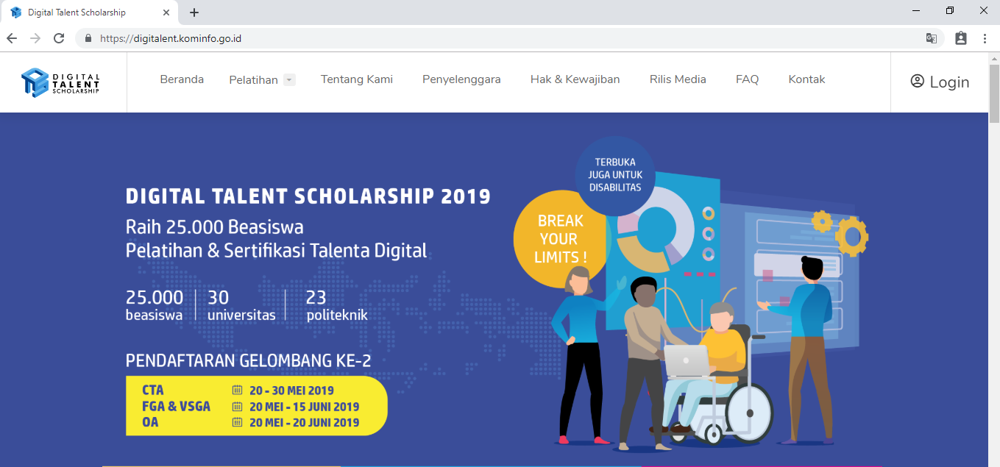 Digital Talent Scholarship
https://digitalent.kominfo.go.id
DIGITAL
TALENT
SCHOLARSHIP
Beranda
Pelatihan
Tentang Kami
Penyelenggara
Hak & Kewajiban
Rilis Media
FAQ
Kontak
Login
DIGITAL TALENT SCHOLARSHIP 2019
Raih 25.000 Beasiswa
Pelatihan & Sertifikasi Talenta Digital
25.000
beasiswa
30
universitas
23
politeknik
PENDAFTARAN GELOMBANG KE-2
CTA 20 - 30 MEI 2019
FGA & VSGA 20 MEI - 15 JUNI 2019
OA 20 MEI - 20 JUNI 2019
TERBUKA
JUGA UNTUK
DISABILITAS
BREAK
YOUR
LIMITS !